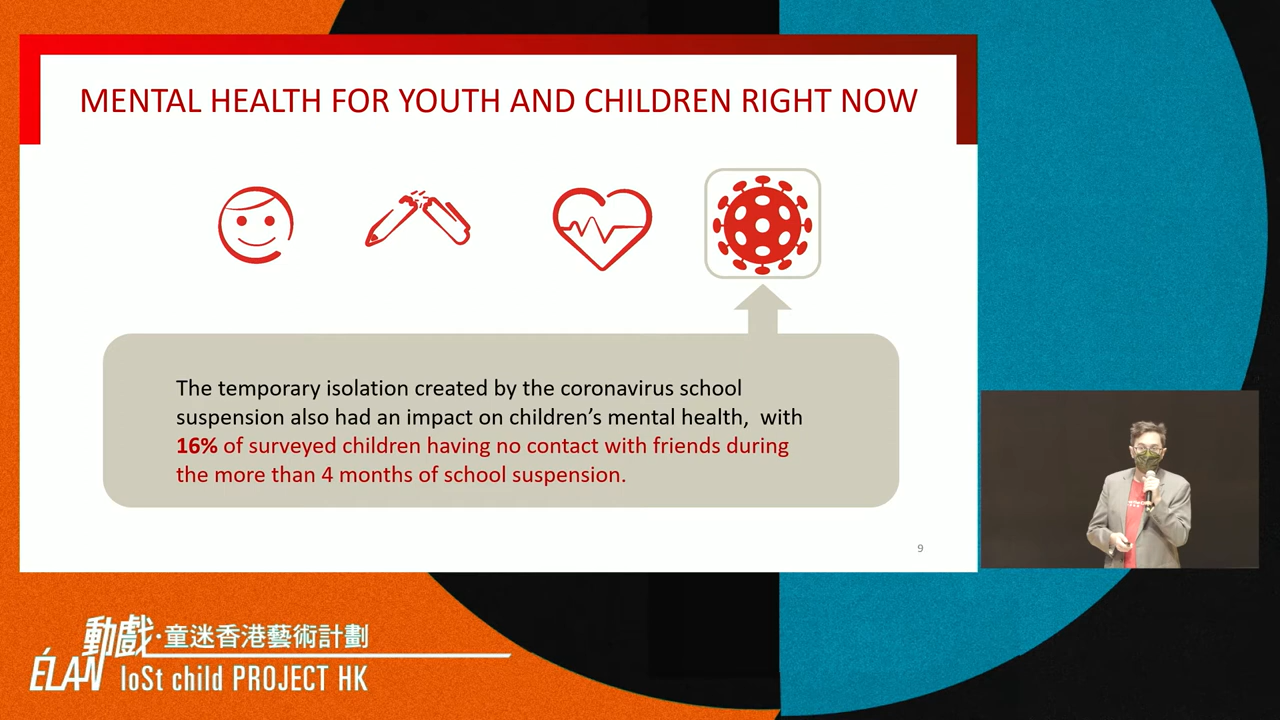 MENTAL HEALTH FOR YOUTH AND CHILDREN RIGHT NOW
The temporary isolation created by the coronavirus school
suspension also had an impact on children’s mental health,  with
16% of surveyed children having no contact with friends during
the more than 4 months of school suspension.
9
動戲·童迷香港藝術計劃
ÉLAN loSt child PROJECT HK